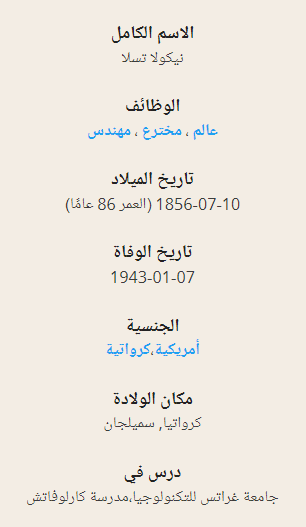 الاسم الكامل
نيكولا تسلا
الوظائف
عالم ، مخترع ، مهندس
تاريخ الميلاد
1856-07-10 (العمر 86 عامًا)
تاريخ الوفاة
1943-01-07
الجنسية
أمريكية،كرواتية
مكان الولادة
كرواتيا, سميلجان
درس في
جامعة غراتس للتكنولوجيا،مدرسة كارلوفاتش